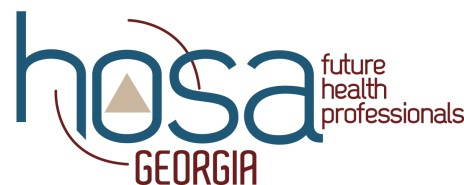 hosa
future
health
professionals
GEORGIA